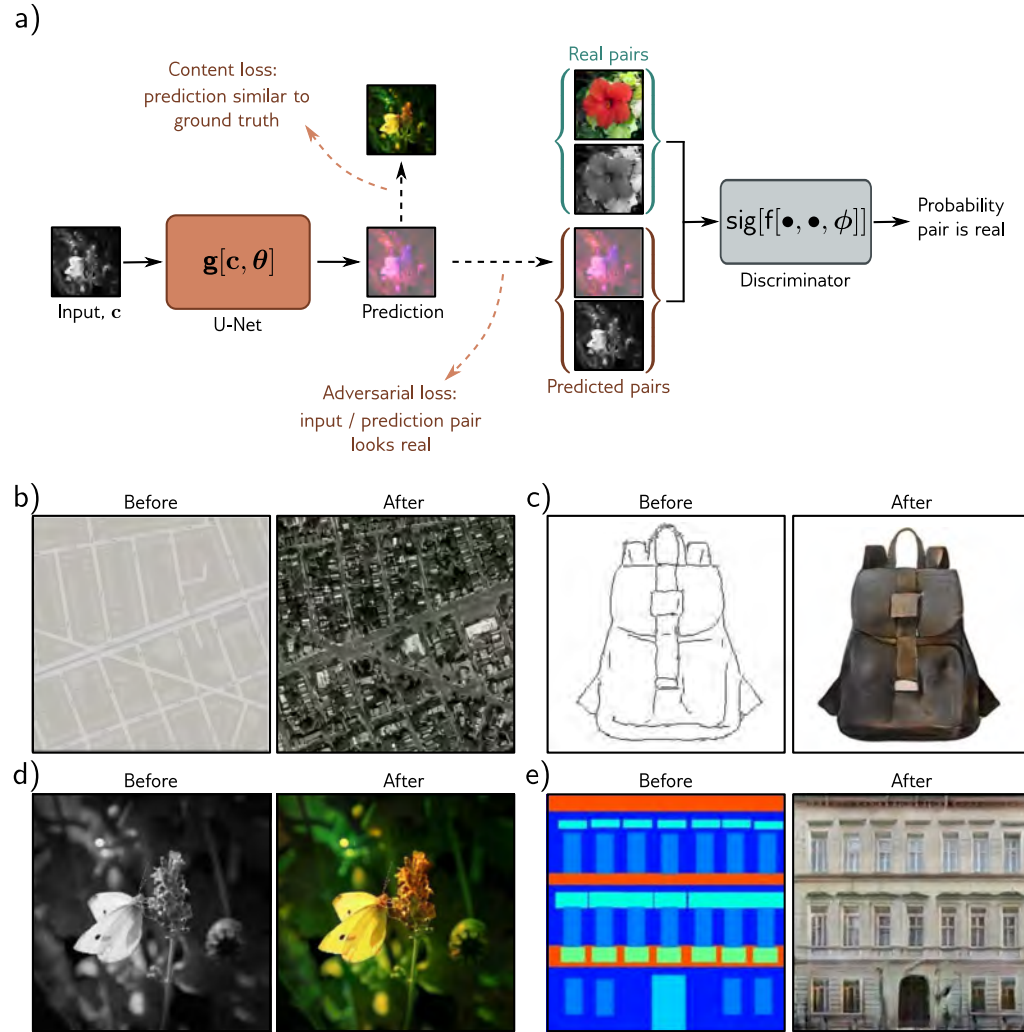 a)
Content loss:
prediction similar to
ground truth
Real pairs
g[c, θ]
sig[f[•, •, ϕ]]
Probability
pair is real
Input, c
U-Net
Prediction
Discriminator
Adversarial loss:
input / prediction pair
looks real
Predicted pairs
b)
Before
After
c)
Before
After
d)
Before
After
e)
Before
After